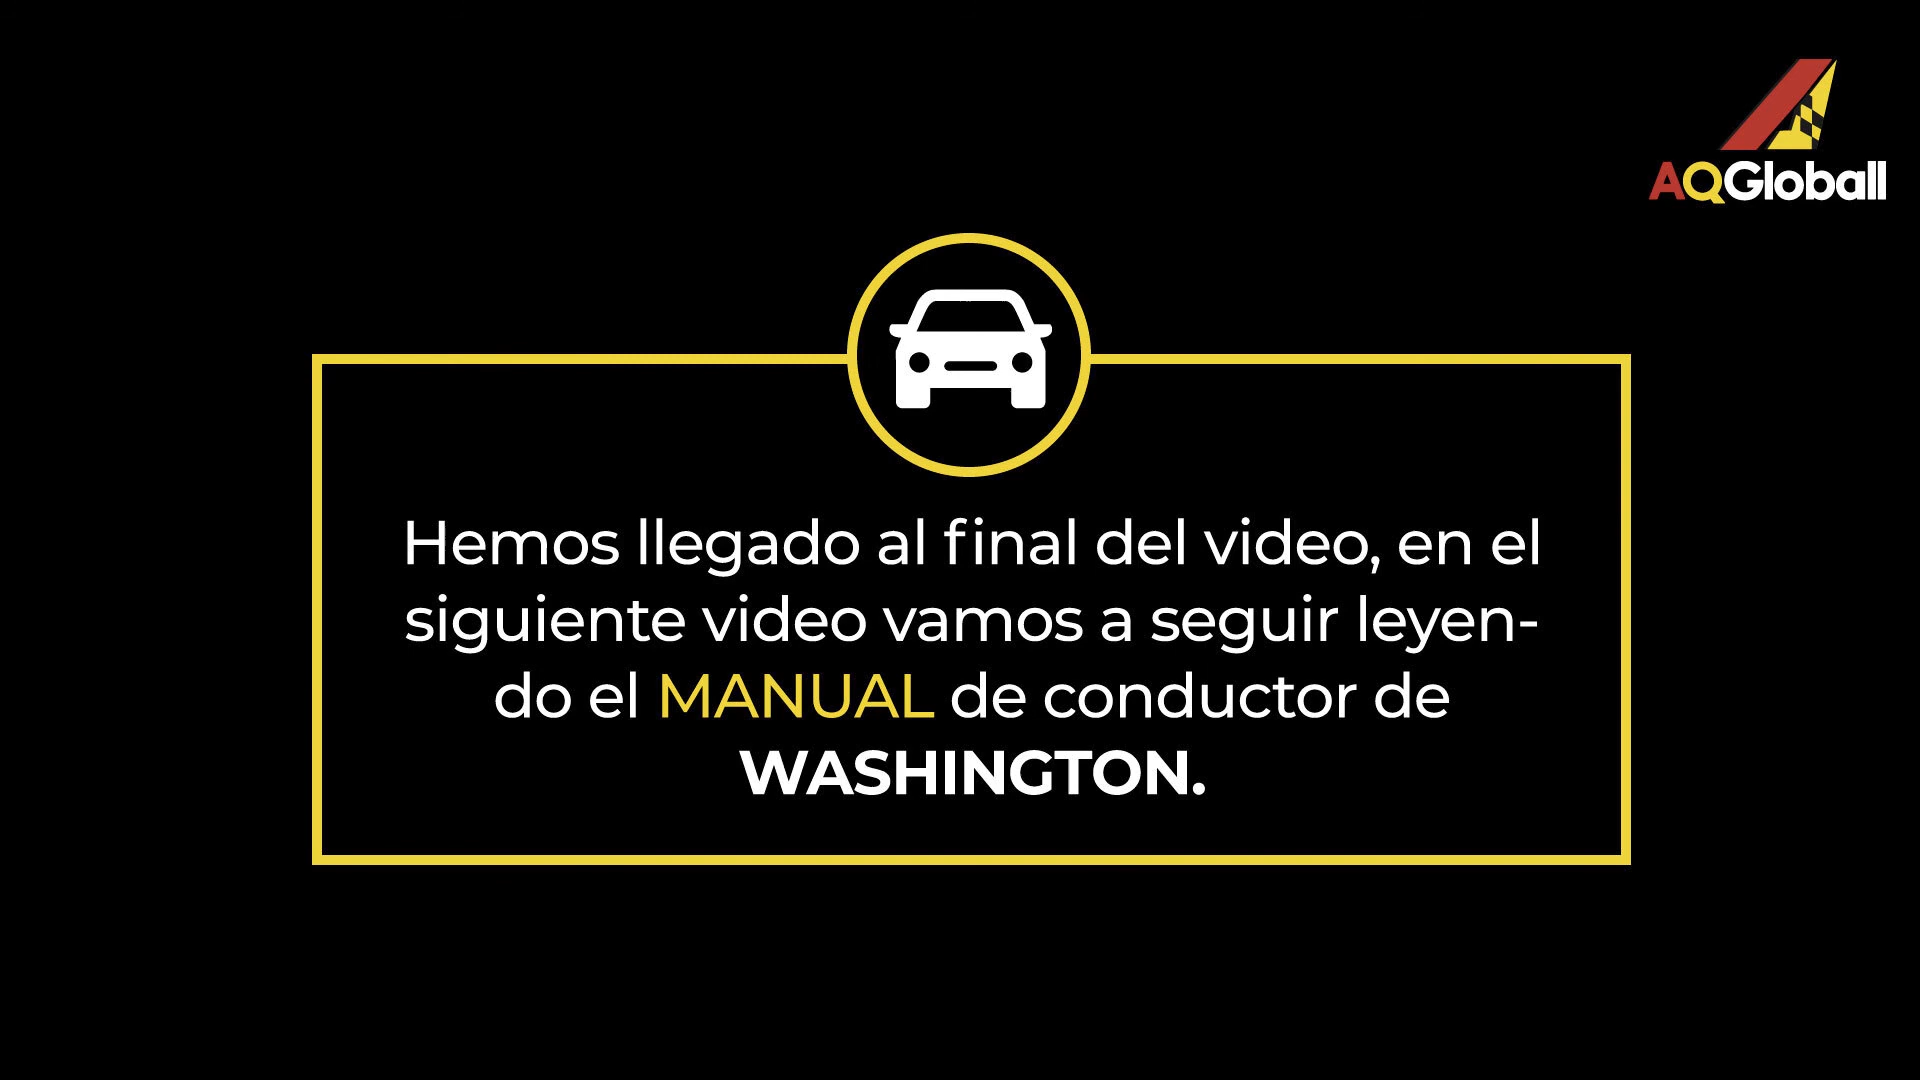 AQGloball
Hemos llegado al final del video, en el
siguiente video vamos a seguir leyen-
do el MANUAL de conductor de
WASHINGTON.